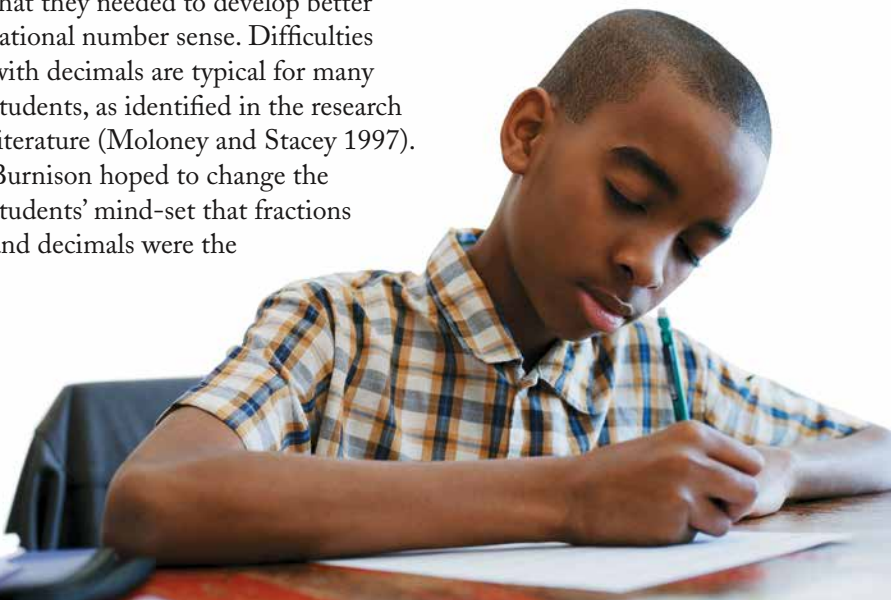 hat they needed to develop better
ational number sense. Difficulties
with decimals are typical for many
tudents, as identified in the research
iterature (Moloney and Stacey 1997).
Burnison hoped to change the
tudents’ mind-set that fractions
nd decimals were the